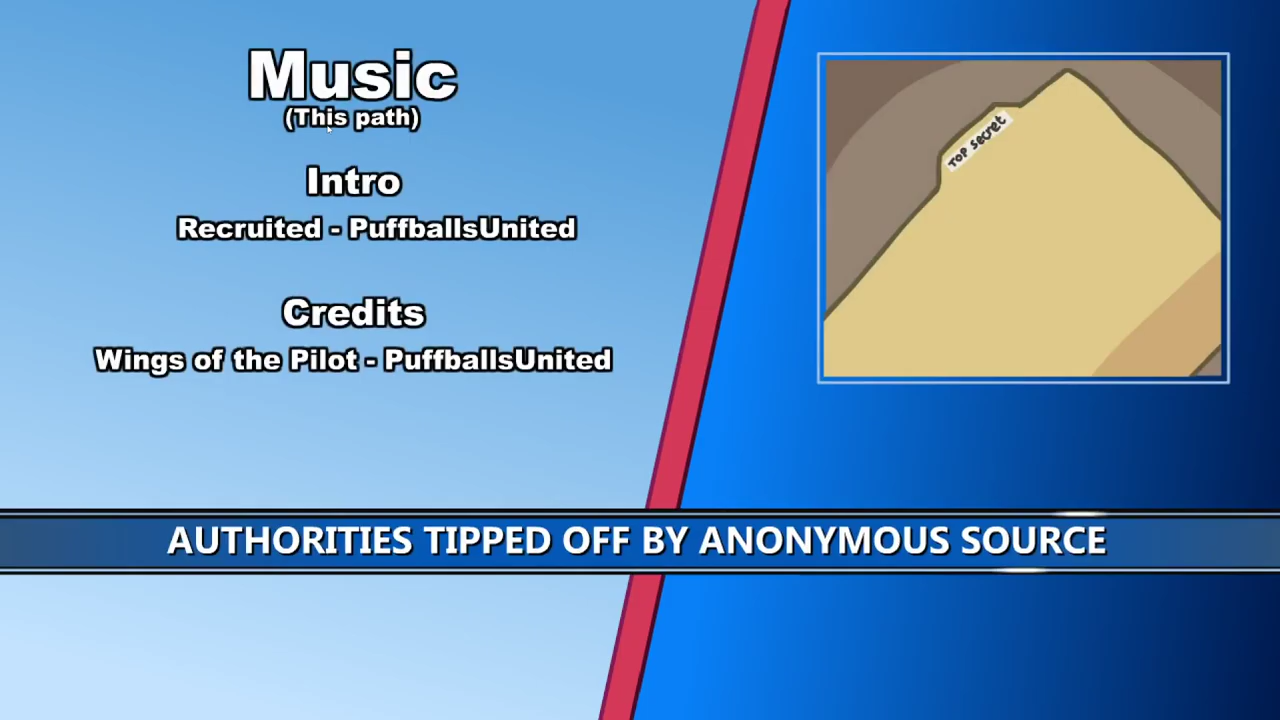 Music
(This path)
Intro
Recruited - PuffballsUnited
Credits
Wings of the Pilot - PuffballsUnited
TOP SECRET
AUTHORITIES TIPPED OFF BY ANONYMOUS SOURCE